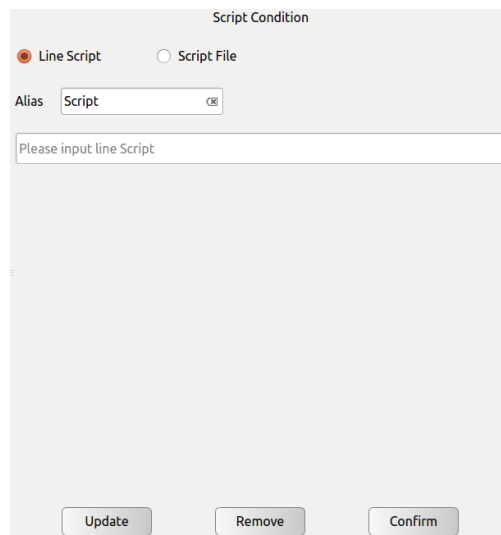 Script Condition
Line Script Script File
Alias Script
Please input line Script
Update Remove Confirm